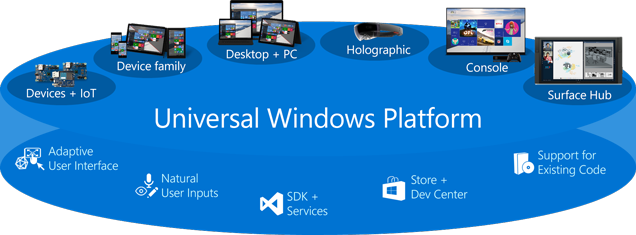 Desktop + PC
Holographic
Device family
Console
Devices + IoT
Surface Hub
Universal Windows Platform
Adaptive
User Interface
Natural
User Inputs
SDK +
Services
Store +
Dev Center
Support for
Existing Code